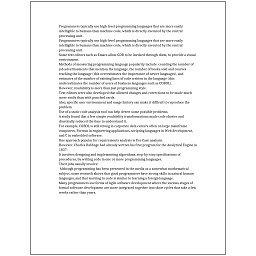 Programmers typically use high-level programming languages that are more easily
intelligible to humans than machine code, which is directly executed by the central
processing unit.
Programmers typically use high-level programming languages that are more easily
intelligible to humans than machine code, which is directly executed by the central
processing unit.
Some text editors such as Emacs allow GDB to be invoked through them, to provide a visual
environment.
Methods of measuring programming language popularity include: counting the number of
job advertisements that mention the language, the number of books sold and courses
teaching the language (this overestimates the importance of newer languages), and
estimates of the number of existing lines of code written in the language (this
underestimates the number of users of business languages such as COBOL).
However, readability is more than just programming style.
Text editors were also developed that allowed changes and corrections to be made much
more easily than with punched cards.
Also, specific user environment and usage history can make it difficult to reproduce the
problem.
Use of a static code analysis tool can help detect some possible problems.
A study found that a few simple readability transformations made code shorter and
drastically reduced the time to understand it.
For example, COBOL is still strong in corporate data centers often on large mainframe
computers, Fortran in engineering applications, scripting languages in Web development,
and C in embedded software.
One approach popular for requirements analysis is Use Case analysis.
However, Charles Babbage had already written his first program for the Analytical Engine in
1837.
It involves designing and implementing algorithms, step-by-step specifications of
procedures, by writing code in one or more programming languages.
Their jobs usually involve:
Although programming has been presented in the media as a somewhat mathematical
subject, some research shows that good programmers have strong skills in natural human
languages, and that learning to code is similar to learning a foreign language.
Many programmers use forms of Agile software development where the various stages of
formal software development are more integrated together into short cycles that take a few
weeks rather than years.